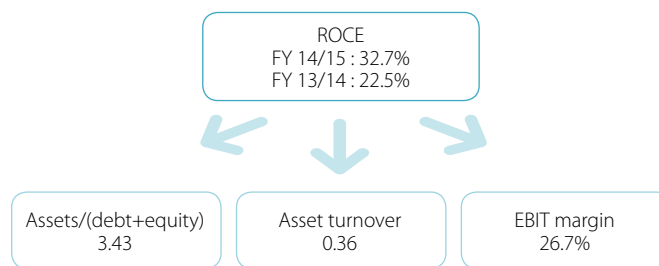 ROCE
FY 14/15 : 32.7%
FY 13/14 : 22.5%
Assets/(debt+equity)
3.43
Asset turnover
0.36
EBIT margin
26.7%